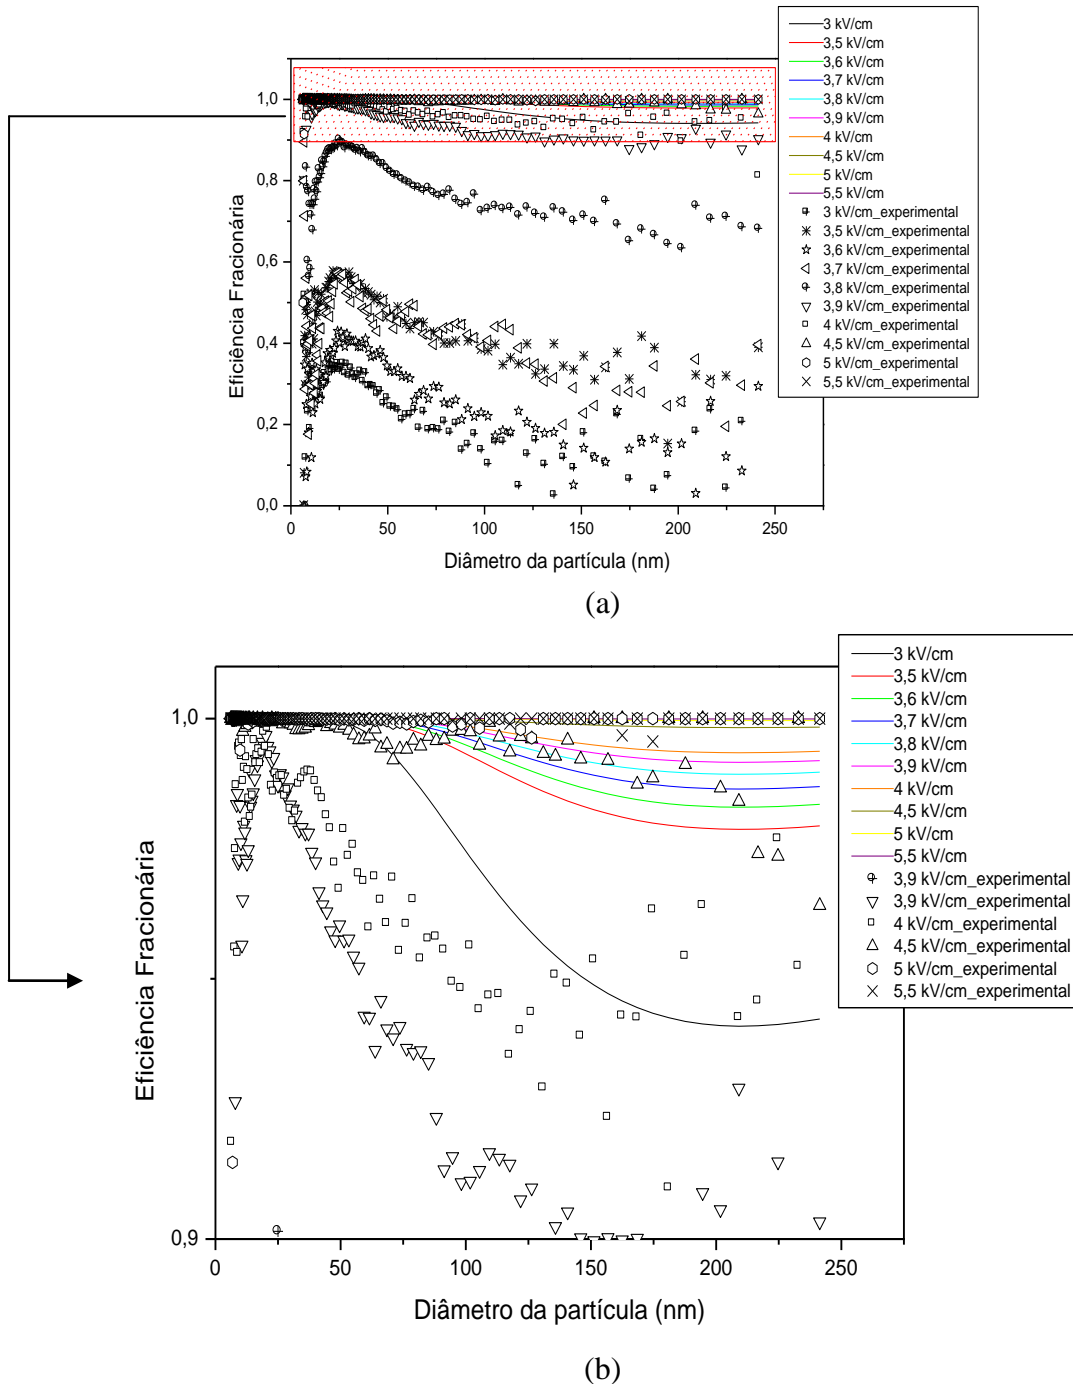 3 kV/cm
3,5 kV/cm
3,6 kV/cm
3,7 kV/cm
3,8 kV/cm
3,9 kV/cm
4 kV/cm
4,5 kV/cm
5 kV/cm
5,5 kV/cm
3 kV/cm_experimental
3,5 kV/cm_experimental
3,6 kV/cm_experimental
3,7 kV/cm_experimental
3,8 kV/cm_experimental
3,9 kV/cm_experimental
4 kV/cm_experimental
4,5 kV/cm_experimental
5 kV/cm_experimental
5,5 kV/cm_experimental
Eficiência Fracionária
1,0
0,8
0,6
0,4
0,2
0,0
0 50 100 150 200 250
Diâmetro da partícula (nm)
(a)
3 kV/cm
3,5 kV/cm
3,6 kV/cm
3,7 kV/cm
3,8 kV/cm
3,9 kV/cm
4 kV/cm
4,5 kV/cm
5 kV/cm
5,5 kV/cm
3,9 kV/cm_experimental
3,9 kV/cm_experimental
4 kV/cm_experimental
4,5 kV/cm_experimental
5 kV/cm_experimental
5,5 kV/cm_experimental
Eficiência Fracionária
1,0
0,9
0 50 100 150 200 250
Diâmetro da partícula (nm)
(b)